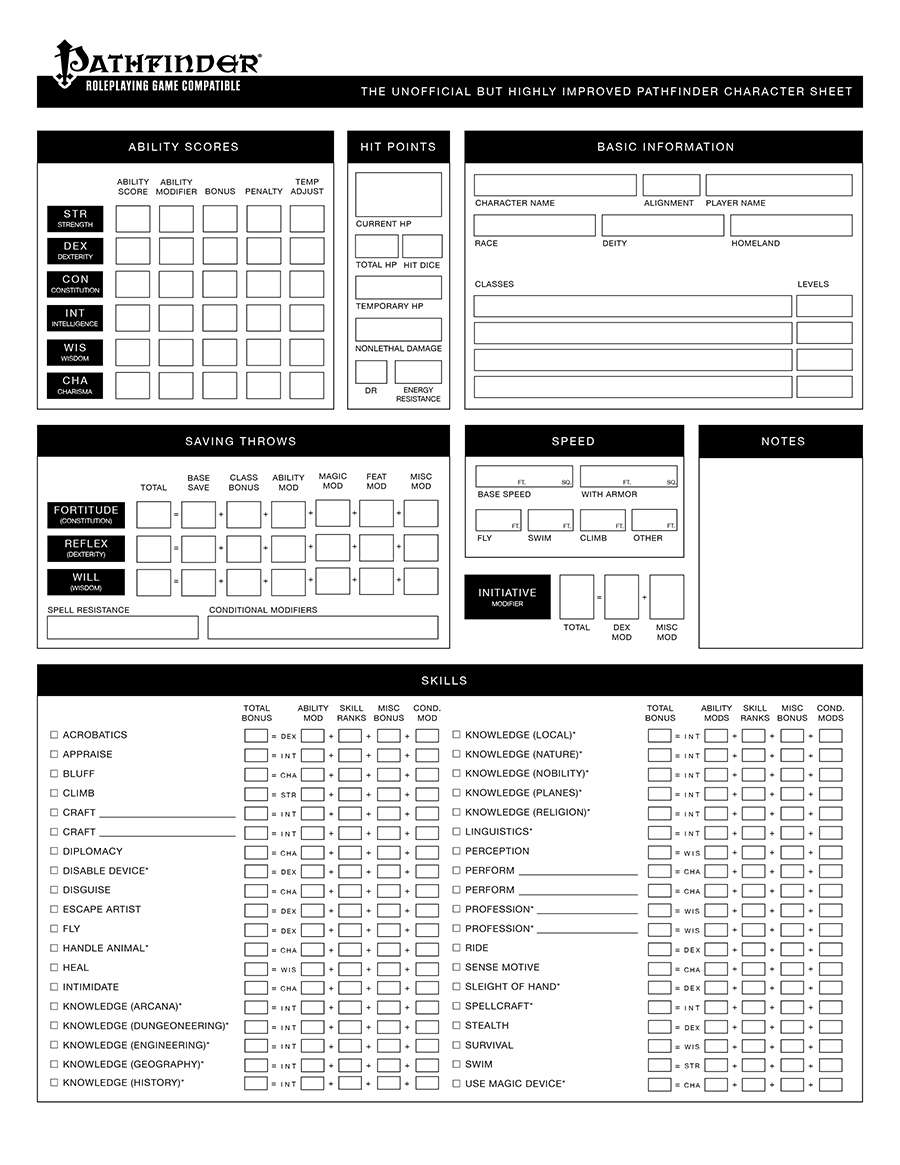 PATHFINDER®
ROLEPLAYING GAME COMPATIBLE
THE UNOFFICIAL BUT HIGHLY IMPROVED PATHFINDER CHARACTER SHEET
ABILITY SCORES
ABILITY SCORE ABILITY MODIFIER BONUS PENALTY TEMP ADJUST
STR
STRENGTH
DEX
DEXTERITY
CON
CONSTITUTION
INT
INTELLIGENCE
WIS
WISDOM
CHA
CHARISMA
HIT POINTS
CURRENT HP
TOTAL HP HIT DICE
TEMPORARY HP
NONLETHAL DAMAGE
DR ENERGY RESISTANCE
BASIC INFORMATION
CHARACTER NAME ALIGNMENT PLAYER NAME
RACE DEITY HOMELAND
CLASSES LEVELS
SAVING THROWS
TOTAL BASE SAVE CLASS BONUS ABILITY MOD MAGIC MOD FEAT MOD MISC MOD
FORTITUDE = + + + + +
(CONSTITUTION)
REFLEX = + + + + +
(DEXTERITY)
WILL = + + + + +
(WISDOM)
SPELL RESISTANCE CONDITIONAL MODIFIERS
SPEED
FT. SQ. FT. SQ.
BASE SPEED WITH ARMOR
FT. FT. FT. FT.
FLY SWIM CLIMB OTHER
INITIATIVE = +
MODIFIER
TOTAL DEX MOD MISC MOD
NOTES
SKILLS
TOTAL BONUS ABILITY MOD SKILL RANKS MISC BONUS COND. MOD
ACROBATICS = DEX + + +
APPRAISE = INT + + +
BLUFF = CHA + + +
CLIMB = STR + + +
CRAFT = INT + + +
CRAFT = INT + + +
DIPLOMACY = CHA + + +
DISABLE DEVICE* = DEX + + +
DISGUISE = CHA + + +
ESCAPE ARTIST = DEX + + +
FLY = DEX + + +
HANDLE ANIMAL* = CHA + + +
HEAL = WIS + + +
INTIMIDATE = CHA + + +
KNOWLEDGE (ARCANA)* = INT + + +
KNOWLEDGE (DUNGEONEERING)* = INT + + +
KNOWLEDGE (ENGINEERING)* = INT + + +
KNOWLEDGE (GEOGRAPHY)* = INT + + +
KNOWLEDGE (HISTORY)* = INT + + +
TOTAL BONUS ABILITY MODS SKILL RANKS MISC BONUS COND. MODS
KNOWLEDGE (LOCAL)* = INT + + +
KNOWLEDGE (NATURE)* = INT + + +
KNOWLEDGE (NOBILITY)* = INT + + +
KNOWLEDGE (PLANES)* = INT + + +
KNOWLEDGE (RELIGION)* = INT + + +
LINGUISTICS* = INT + + +
PERCEPTION = WIS + + +
PERFORM = CHA + + +
PERFORM = CHA + + +
PROFESSION* = WIS + + +
PROFESSION* = WIS + + +
RIDE = DEX + + +
SENSE MOTIVE = CHA + + +
SLEIGHT OF HAND* = DEX + + +
SPELLCRAFT* = INT + + +
STEALTH = DEX + + +
SURVIVAL = WIS + + +
SWIM = STR + + +
USE MAGIC DEVICE* = CHA + + +